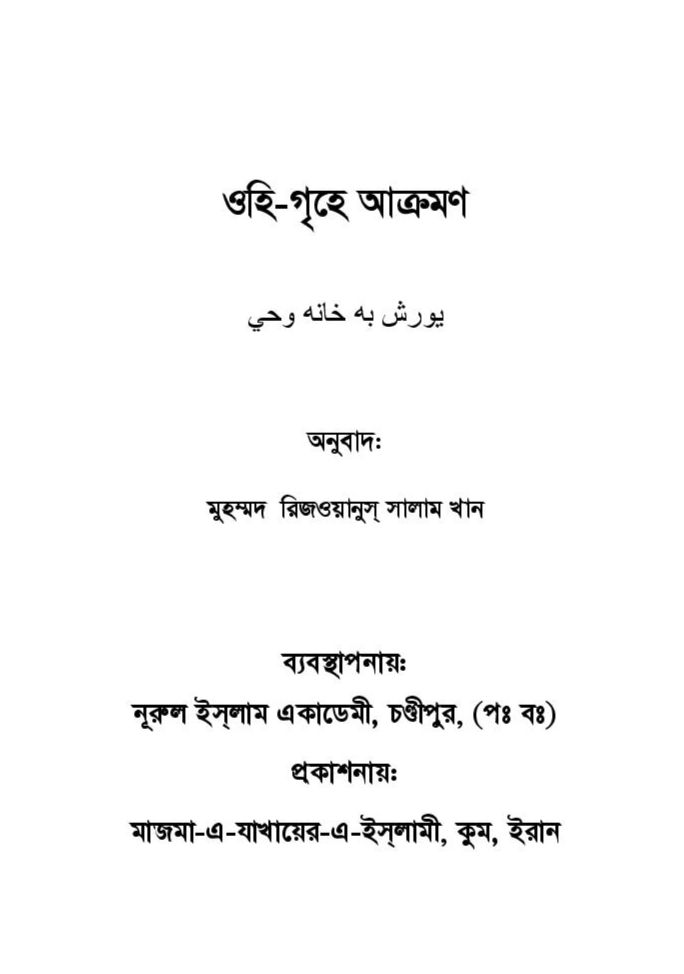 ওহি-গৃহে আক্রমণ
يورش به خانه وحي
অনুবাদ:
মুহম্মদ রিজওয়ানুস্ সালাম খান
ব্যবস্থাপনায়:
নূরুল ইস্‌লাম একাডেমী, চণ্ডীপুর, (পঃ বঃ)
প্রকাশনায়:
মাজমা-এ-যাখায়ের-এ-ইস্‌লামী, কুম, ইরান